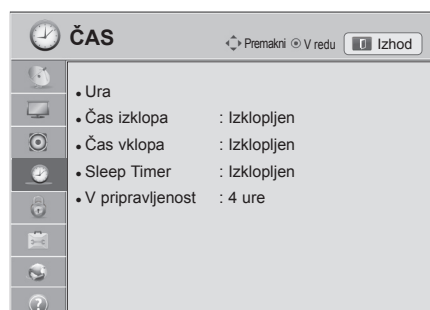 ČAS
Premakni V redu Izhod
• Ura
• Čas izklopa : Izklopljen
• Čas vklopa : Izklopljen
• Sleep Timer : Izklopljen
• V pripravljenost : 4 ure
?